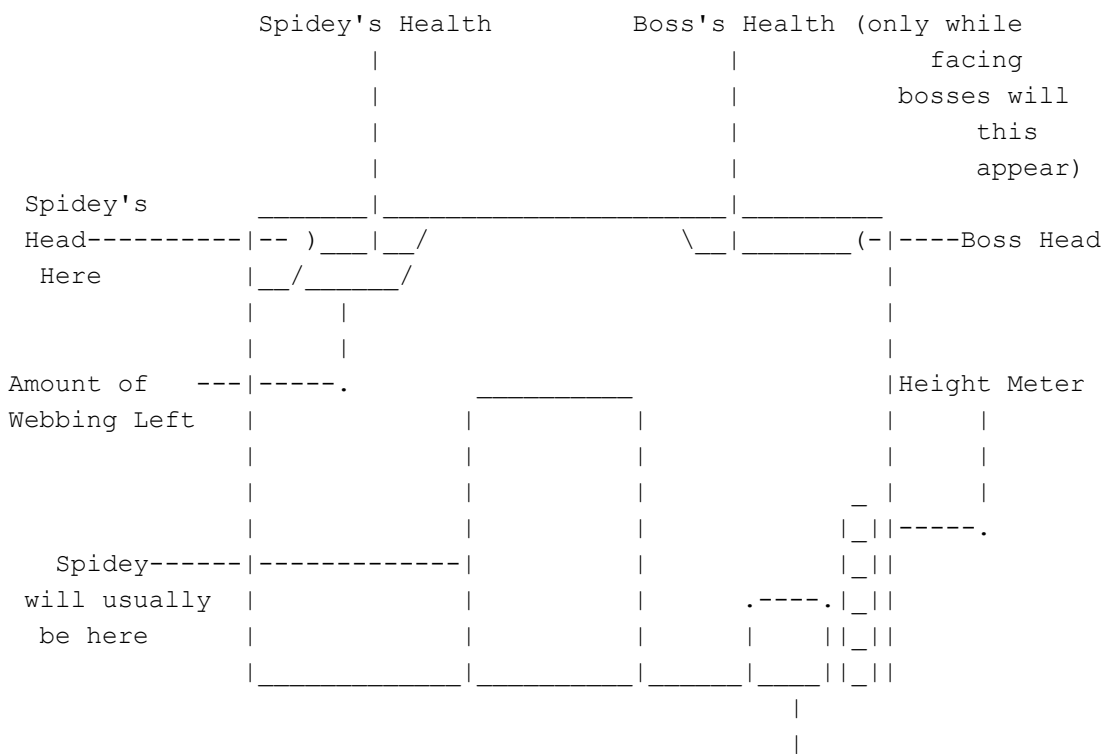 Spidey's Health Boss's Health (only while
facing
bosses will
this
appear)
Spidey's
Head Boss Head
Here
Amount of Height Meter
Webbing Left
Spidey
will usually
be here